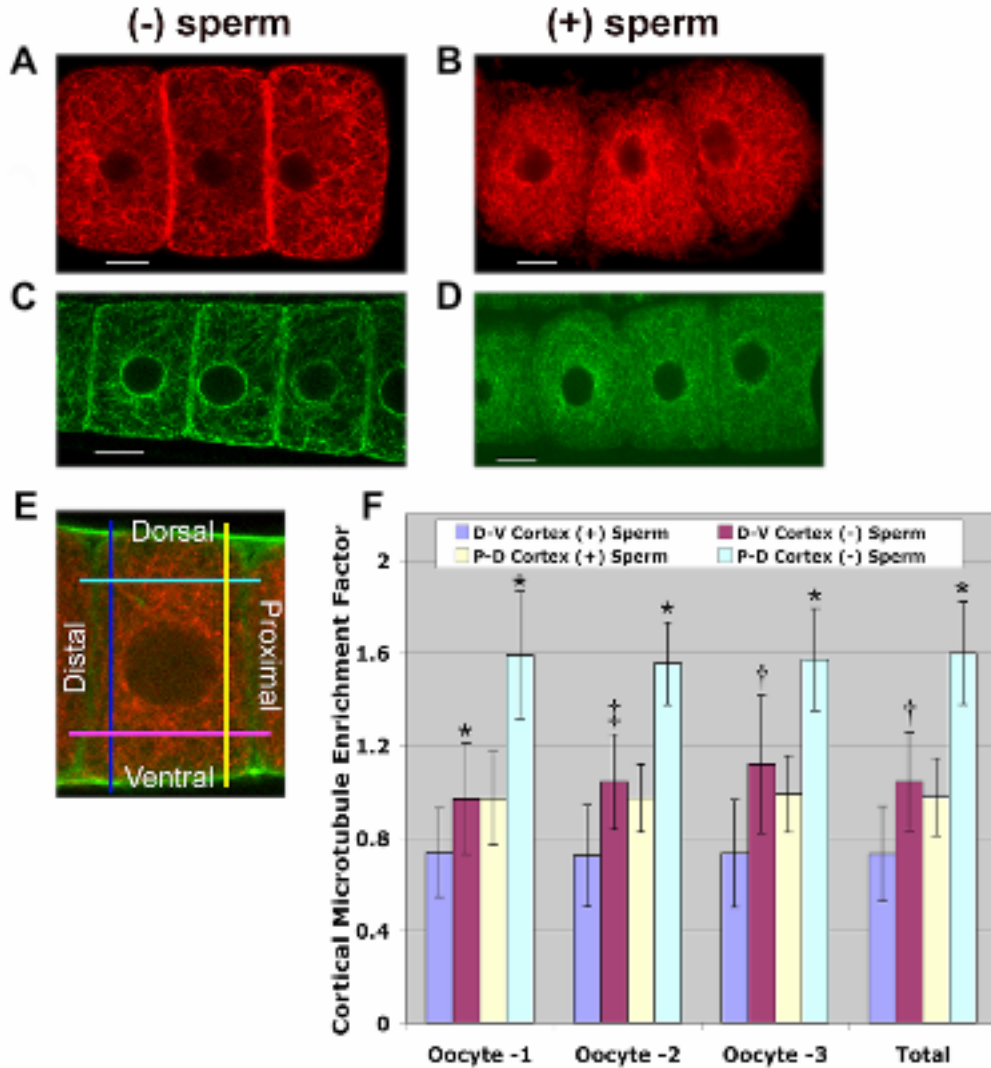 (-) sperm
(+) sperm
A
B
C
D
E
Dorsal
Distal
Proximal
Ventral
F
D-V Cortex (+) Sperm
D-V Cortex (-) Sperm
P-D Cortex (+) Sperm
P-D Cortex (-) Sperm
Cortical Microtubule Enrichment Factor
2
1.6
1.2
0.8
0.4
0
*
‡
†
†
*
*
*
*
Oocyte -1
Oocyte -2
Oocyte -3
Total